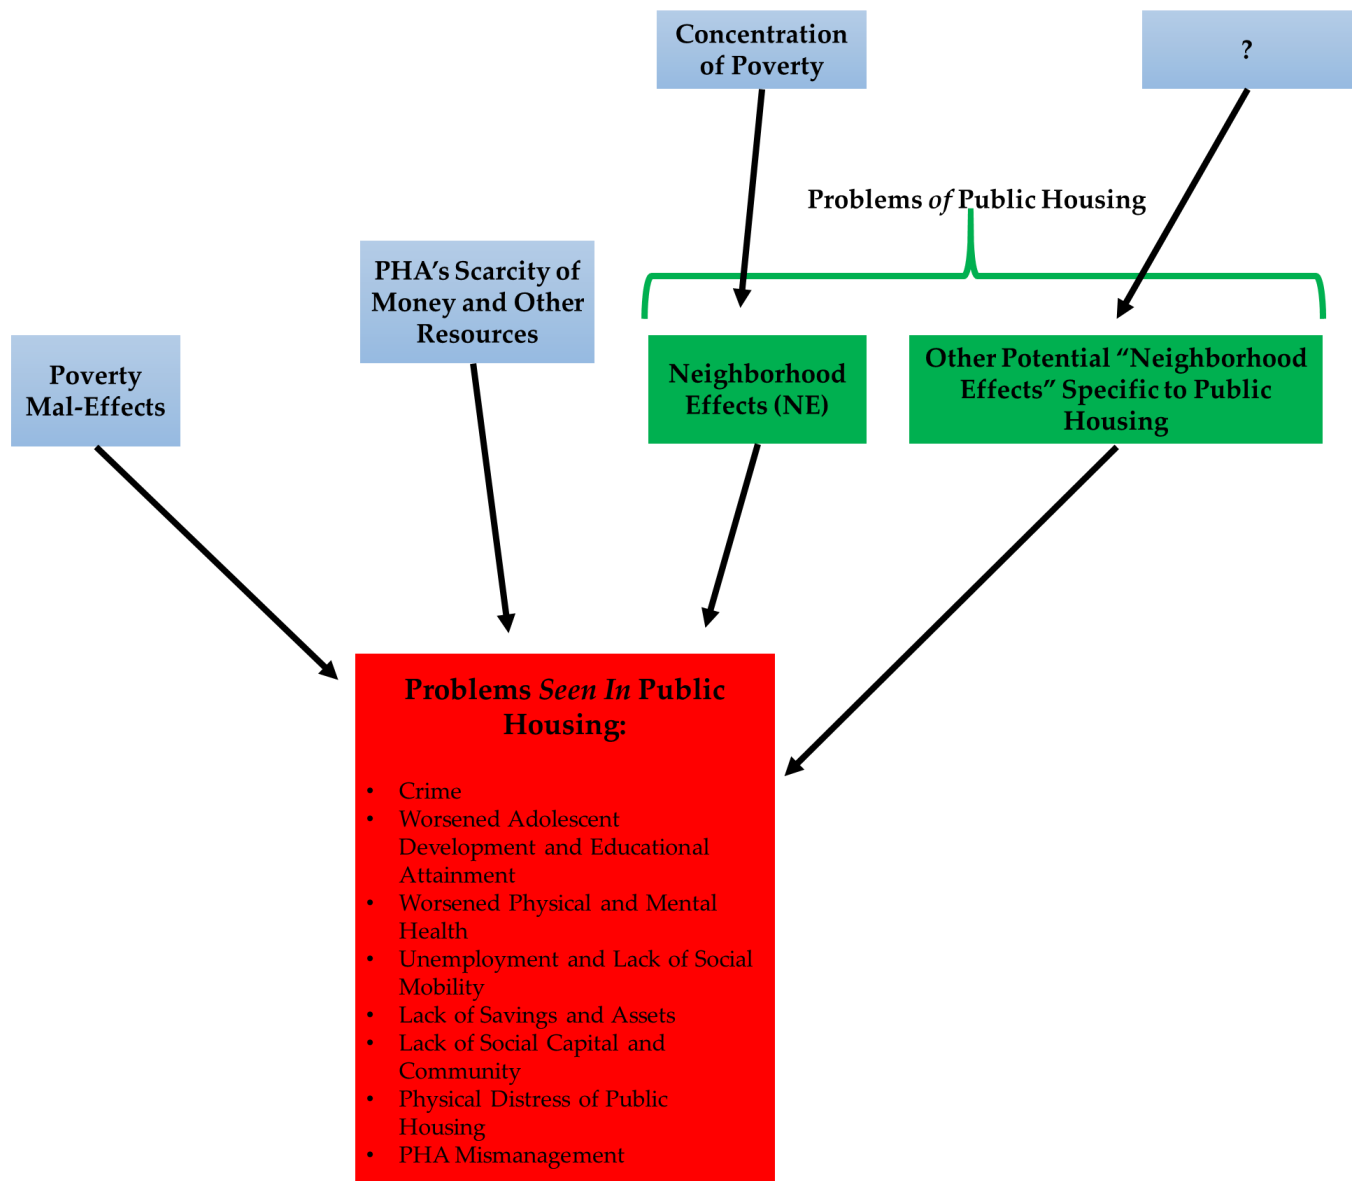 Concentration
of Poverty
?
Problems of Public Housing
PHA’s Scarcity of
Money and Other
Resources
Poverty
Mal-Effects
Neighborhood
Effects (NE)
Other Potential “Neighborhood
Effects” Specific to Public
Housing
Problems Seen In Public
Housing:
• Crime
• Worsened Adolescent
Development and Educational
Attainment
• Worsened Physical and Mental
Health
• Unemployment and Lack of Social
Mobility
• Lack of Savings and Assets
• Lack of Social Capital and
Community
• Physical Distress of Public
Housing
• PHA Mismanagement